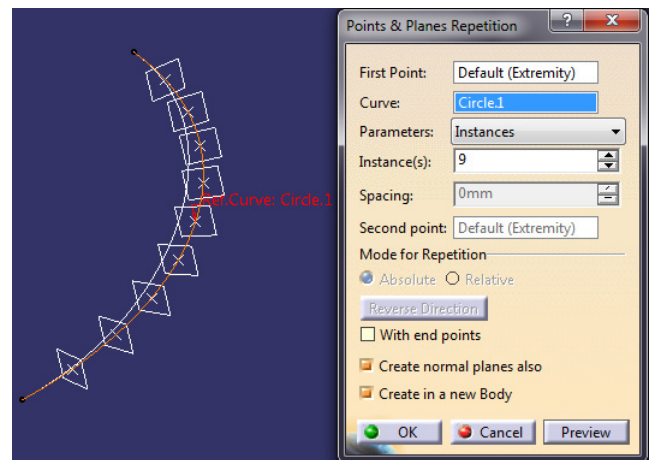 Points & Planes Repetition
First Point: Default (Extremity)
Curve: Circle.1
Parameters: Instances
Instance(s): 9
Spacing: 0mm
Second point: Default (Extremity)
Mode for Repetition
Absolute Relative
Reverse Direction
With end points
Create normal planes also
Create in a new Body
OK Cancel Preview
Ref.Curve: Circle.1